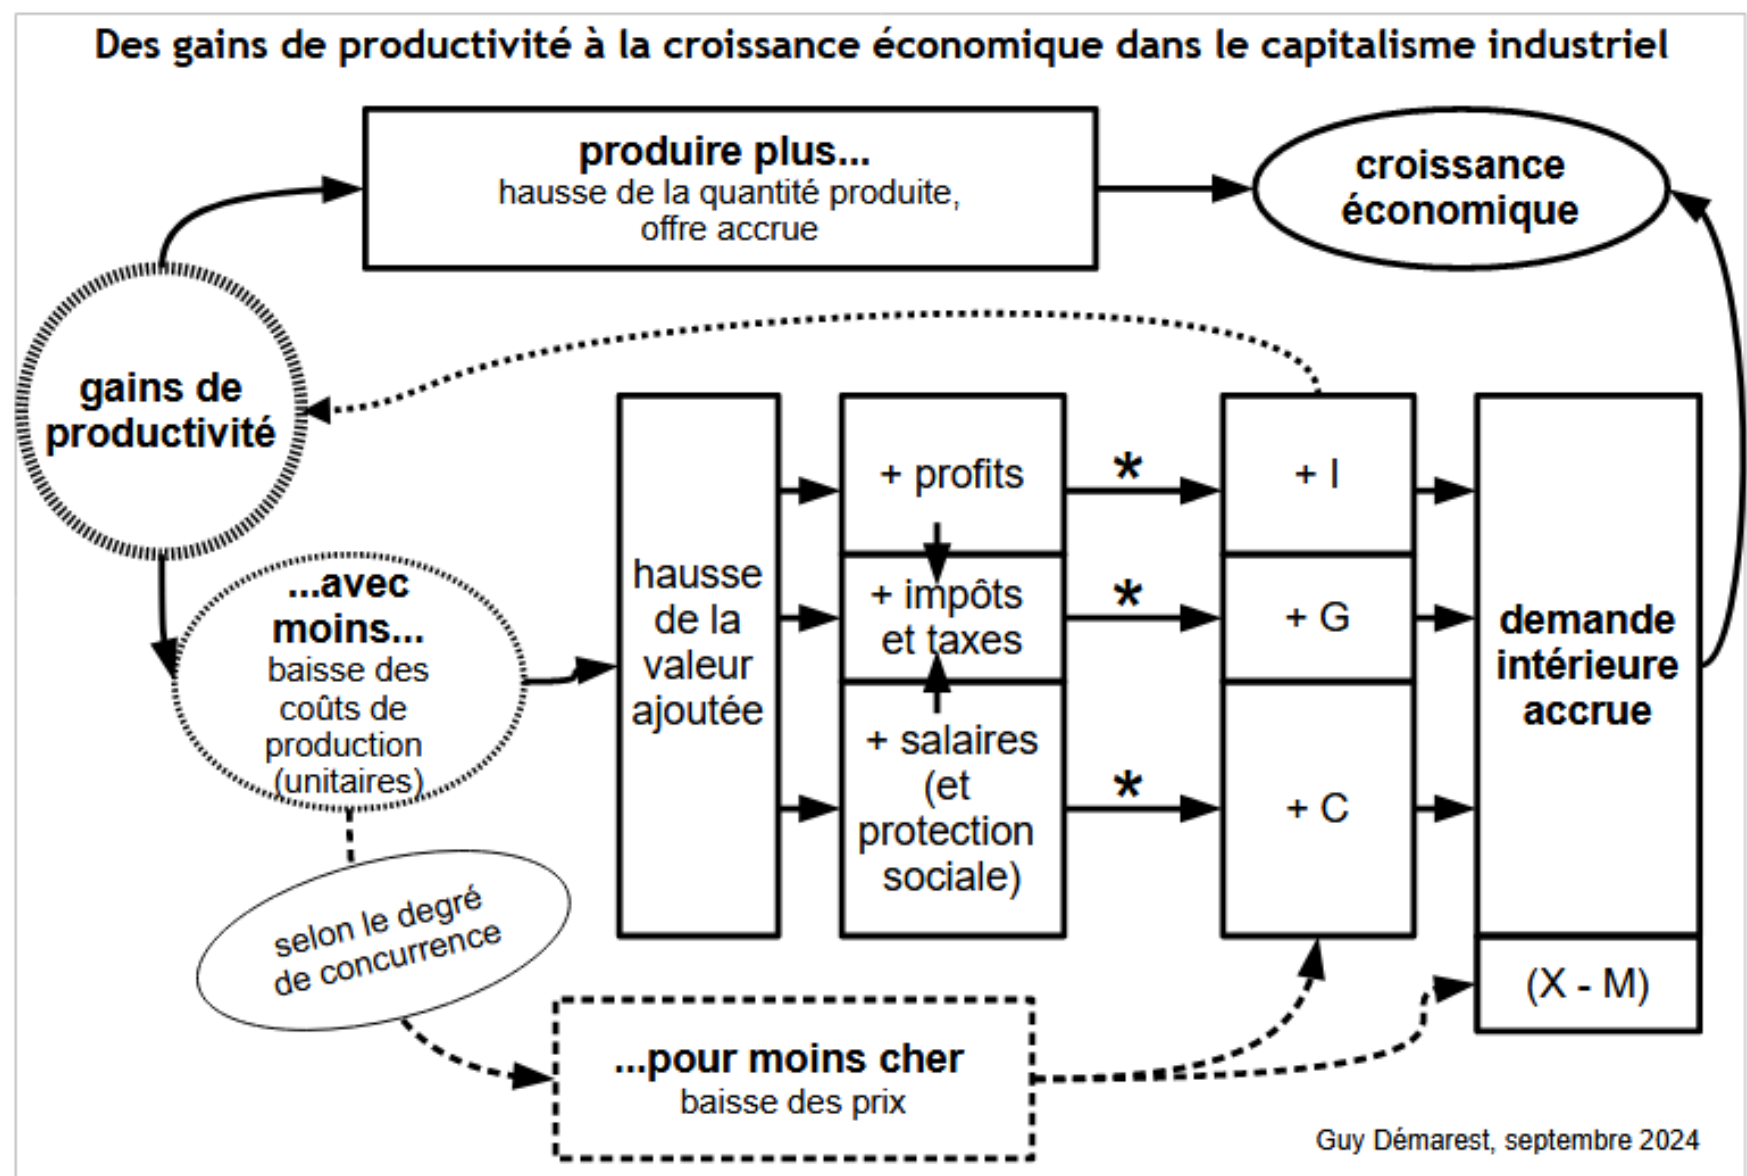 Des gains de productivité à la croissance économique dans le capitalisme industriel
produire plus...
hausse de la quantité produite,
offre accrue
croissance
économique
gains de
productivité
...avec
moins...
baisse des
coûts de
production
(unitaires)
hausse
de la
valeur
ajoutée
+ profits
+ impôts
et taxes
+ salaires
(et
protection
sociale)
*
*
*
+ I
+ G
+ C
demande
intérieure
accrue
(X - M)
selon le degré
de concurrence
...pour moins cher
baisse des prix
Guy Démarest, septembre 2024